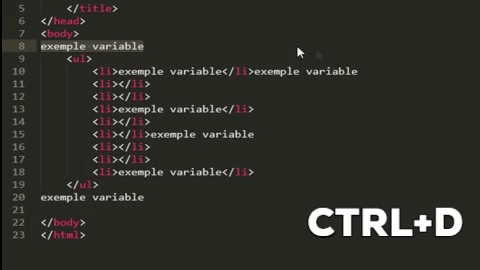 5 </title>
6 </head>
7 <body>
8 exemple variable
9 <ul>
10 <li>exemple variable</li>exemple variable
11 <li></li>
12 <li></li>
13 <li>exemple variable</li>
14 <li></li>
15 <li></li>exemple variable
16 <li></li>
17 <li></li>
18 <li>exemple variable</li>
19 </ul>
20 exemple variable
21
22 </body>
23 </html>
CTRL+D